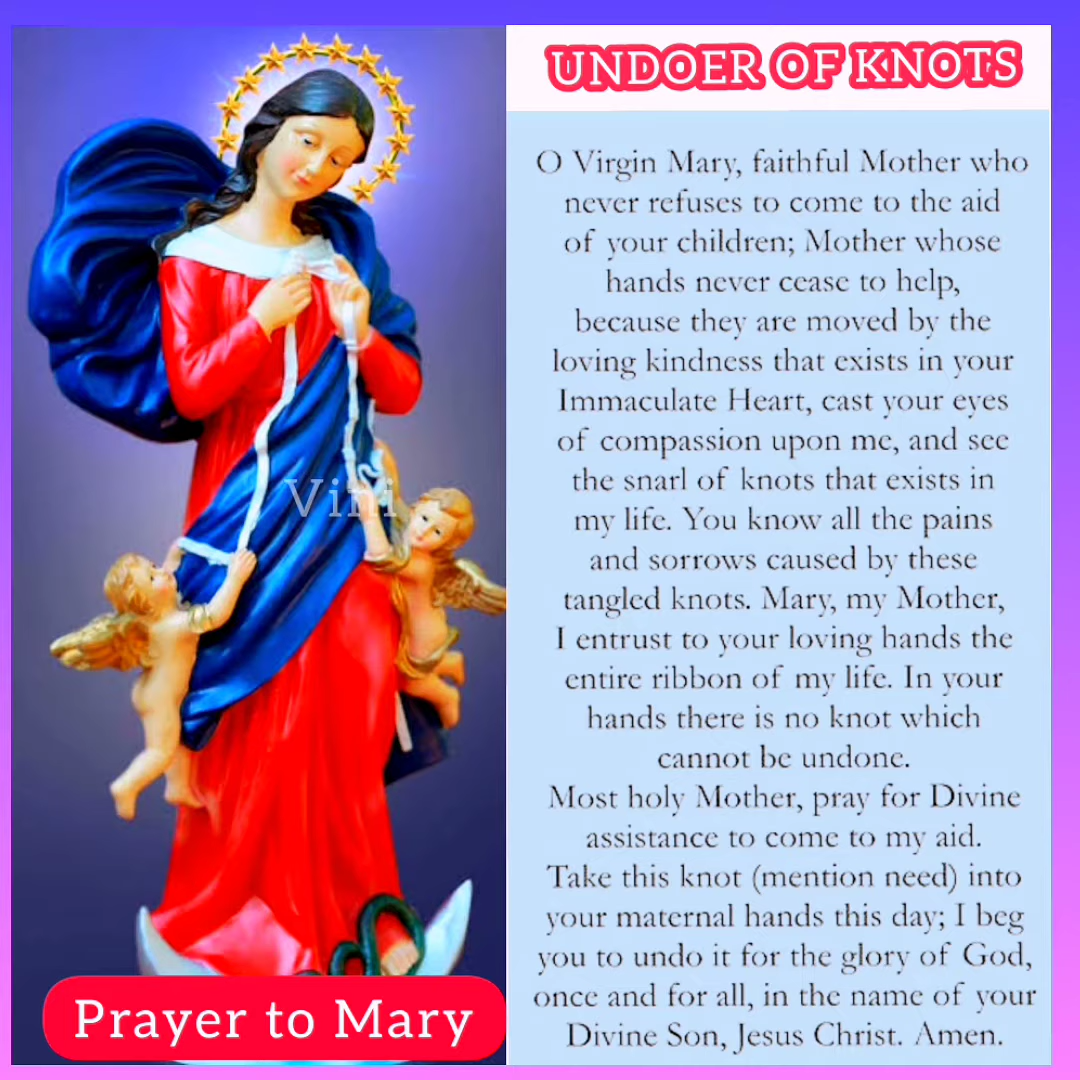 UNDOER OF KNOTS
O Virgin Mary, faithful Mother who
never refuses to come to the aid
of your children; Mother whose
hands never cease to help,
because they are moved by the
loving kindness that exists in your
Immaculate Heart, cast your eyes
of compassion upon me, and see
the snarl of knots that exists in
my life. You know all the pains
and sorrows caused by these
tangled knots. Mary, my Mother,
I entrust to your loving hands the
entire ribbon of my life. In your
hands there is no knot which
cannot be undone.
Most holy Mother, pray for Divine
assistance to come to my aid.
Take this knot (mention need) into
your maternal hands this day; I beg
you to undo it for the glory of God,
once and for all, in the name of your
Divine Son, Jesus Christ. Amen.
Vini
Prayer to Mary